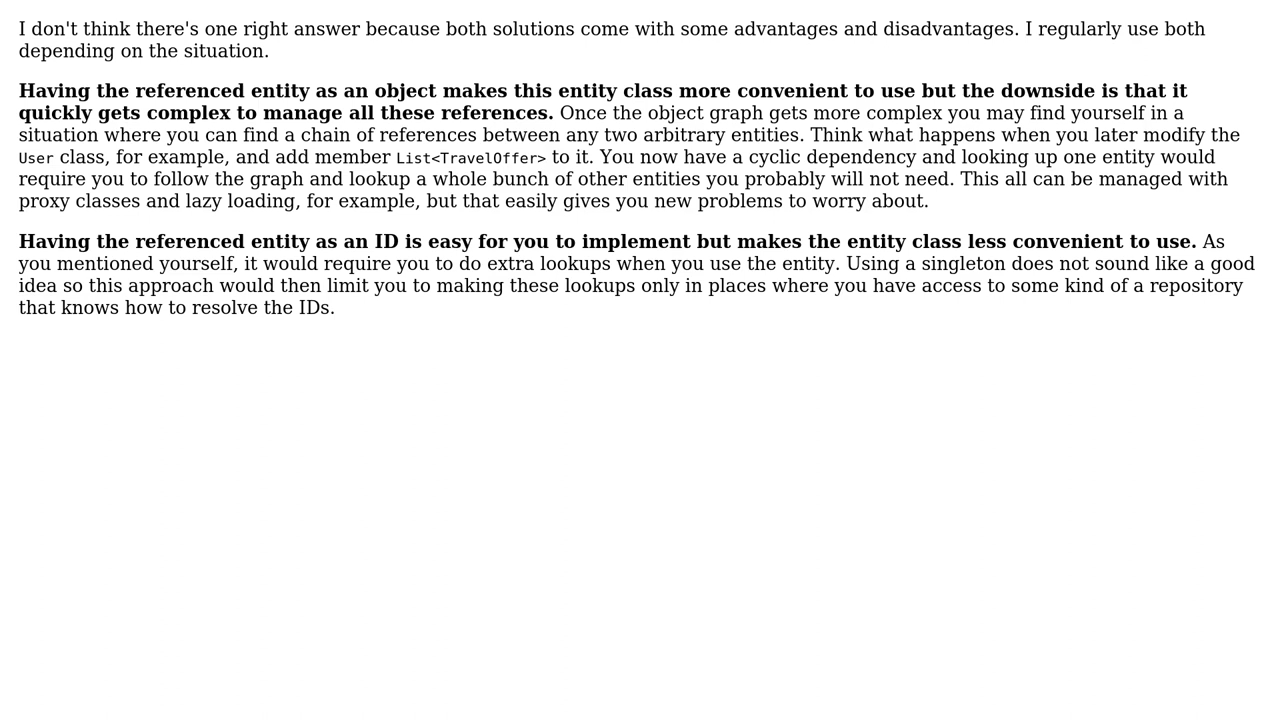 I don't think there's one right answer because both solutions come with some advantages and disadvantages. I regularly use both
depending on the situation.
Having the referenced entity as an object makes this entity class more convenient to use but the downside is that it
quickly gets complex to manage all these references. Once the object graph gets more complex you may find yourself in a
situation where you can find a chain of references between any two arbitrary entities. Think what happens when you later modify the
User class, for example, and add member List<TravelOffer> to it. You now have a cyclic dependency and looking up one entity would
require you to follow the graph and lookup a whole bunch of other entities you probably will not need. This all can be managed with
proxy classes and lazy loading, for example, but that easily gives you new problems to worry about.
Having the referenced entity as an ID is easy for you to implement but makes the entity class less convenient to use. As
you mentioned yourself, it would require you to do extra lookups when you use the entity. Using a singleton does not sound like a good
idea so this approach would then limit you to making these lookups only in places where you have access to some kind of a repository
that knows how to resolve the IDs.